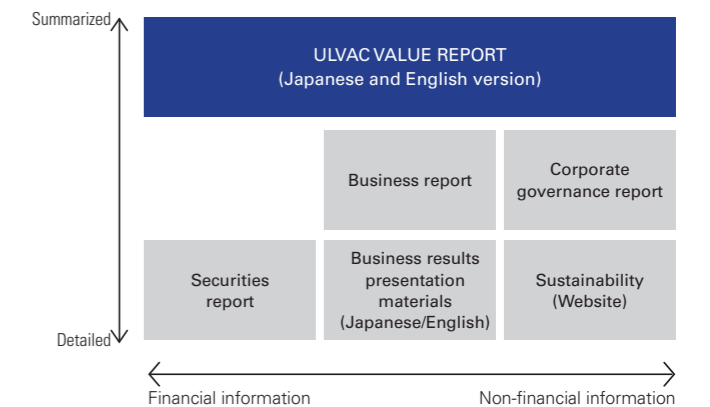 Summarized
ULVAC VALUE REPORT
(Japanese and English version)
Business report
Corporate
governance report
Securities
report
Business results
presentation
materials
(Japanese/English)
Sustainability
(Website)
Detailed
Financial information
Non-financial information